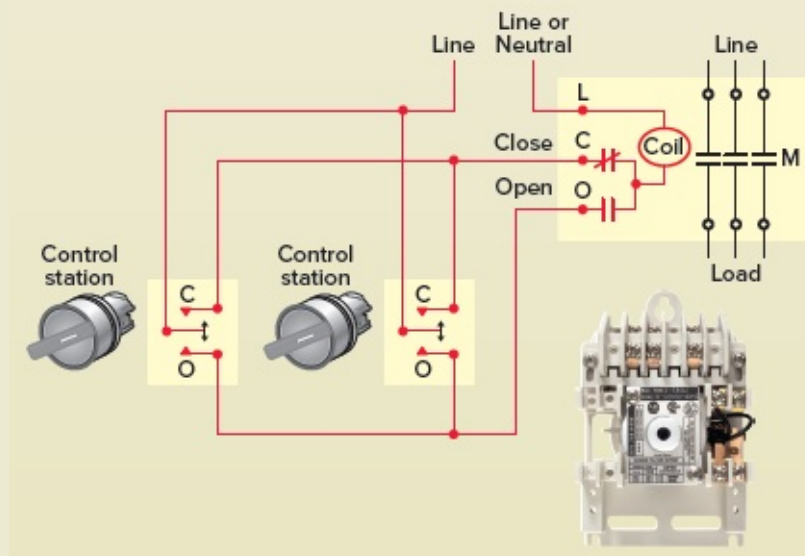 Line
Line or
Neutral
Line
L
Close
C
Coil
M
Open
O
Load
Control
station
C
O
Control
station
C
O